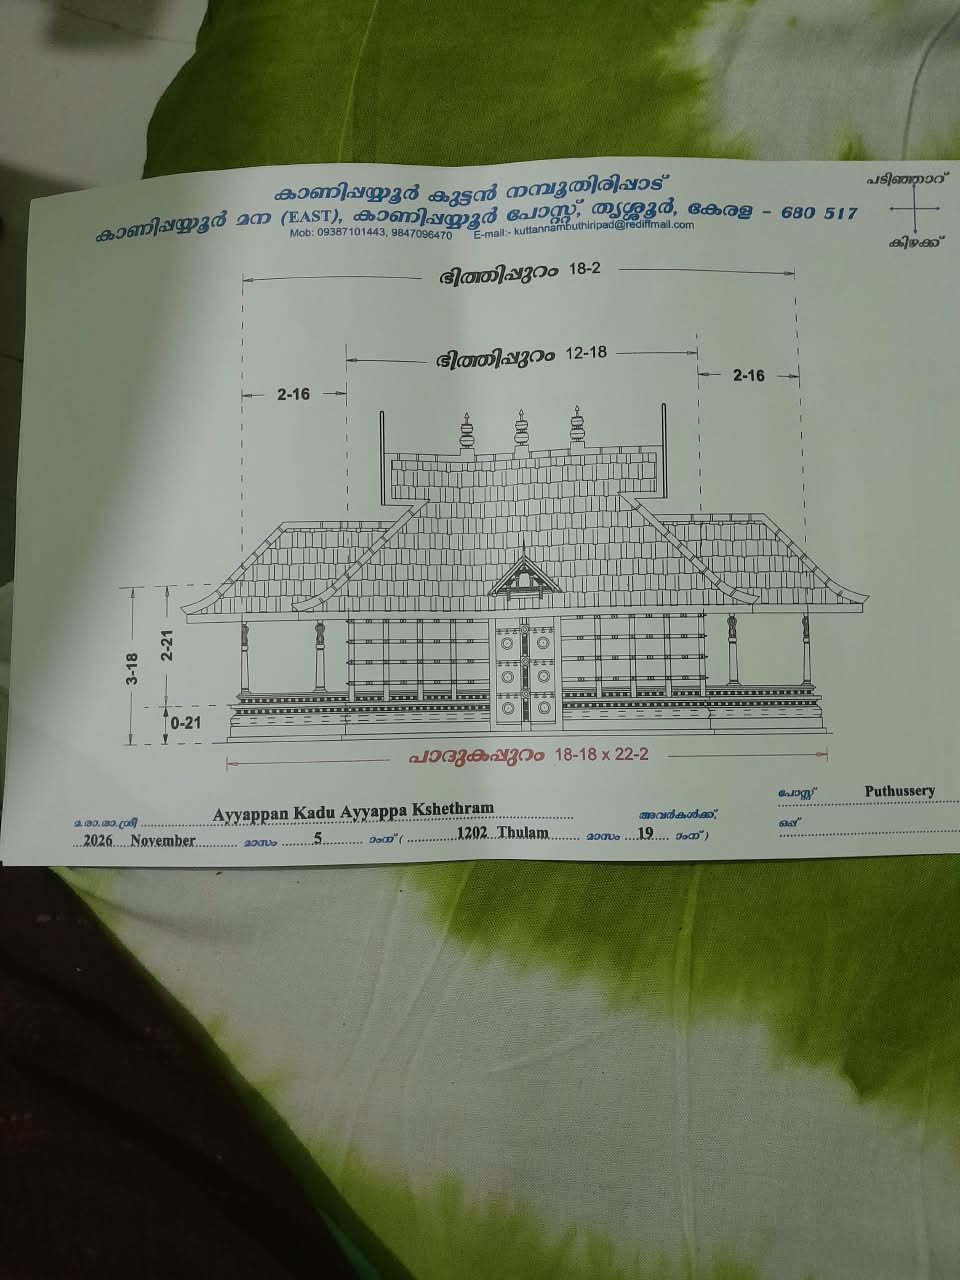 കാണിപ്പയ്യൂർ കുട്ടൻ നമ്പൂതിരിപ്പാട്
കാണിപ്പയ്യൂർ മന (EAST), കാണിപ്പയ്യൂർ പോസ്റ്റ്, തൃശ്ശൂർ, കേരള - 680 517
Mob: 09387101443, 9847096470 E-mail:- kuttannambuthiripad@rediffmail.com
പടിഞ്ഞാറ്
കിഴക്ക്
ഭിത്തിപ്പുറം 18-2
ഭിത്തിപ്പുറം 12-18
2-16
2-16
3-18
2-21
0-21
പാദുകപ്പുറം 18-18 x 22-2
മ.രാ.രാ.ശ്രീ Ayyappan Kadu Ayyappa Kshethram അവർകൾക്ക്,
പോസ്റ്റ് Puthussery
2026 November മാസം 5 ാംനു് ( 1202 Thulam മാസം 19 ാംനു് )
ഒപ്പ്